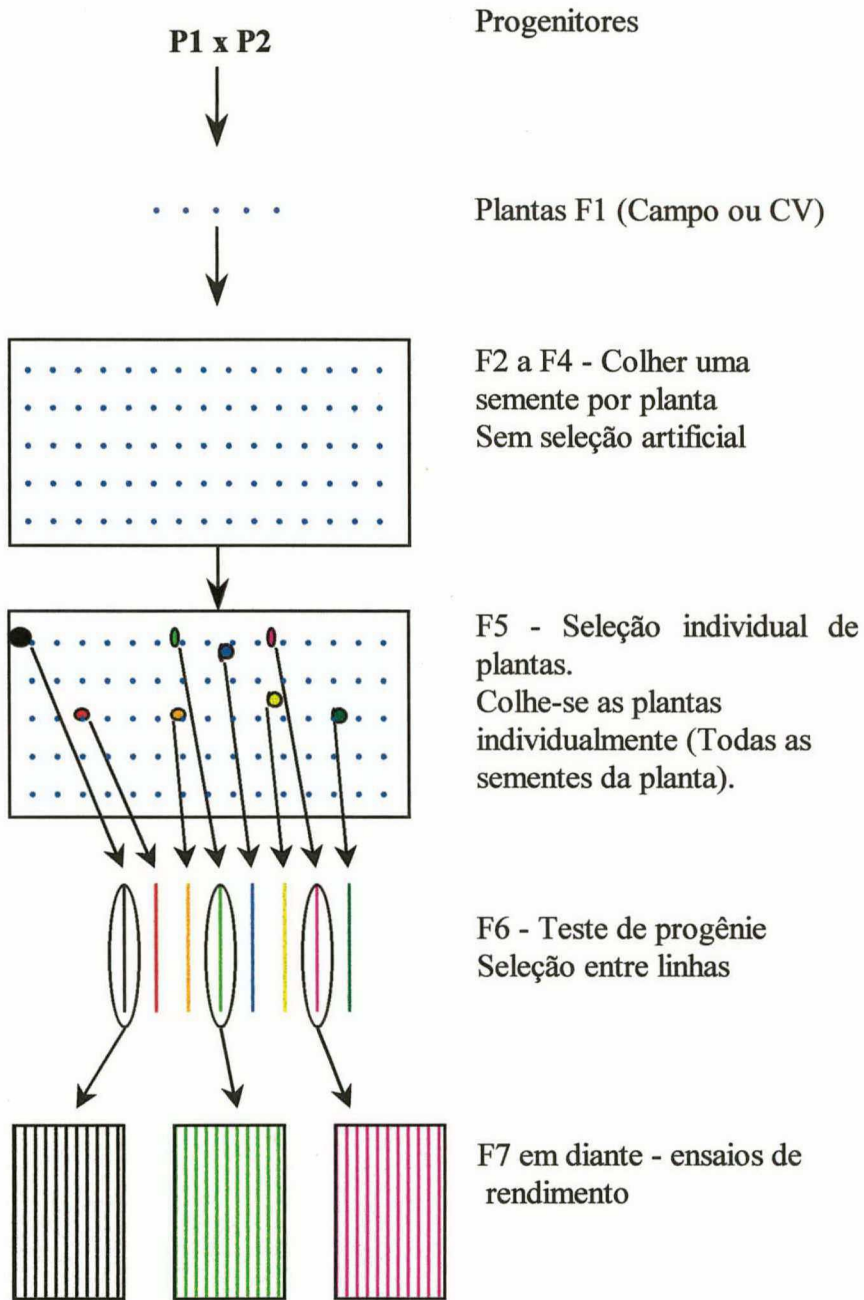 Progenitores
P1 x P2
Plantas F1 (Campo ou CV)
F2 a F4 - Colher uma
semente por planta
Sem seleção artificial
F5 - Seleção individual de
plantas.
Colhe-se as plantas
individualmente (Todas as
sementes da planta).
F6 - Teste de progênie
Seleção entre linhas
F7 em diante - ensaios de
rendimento